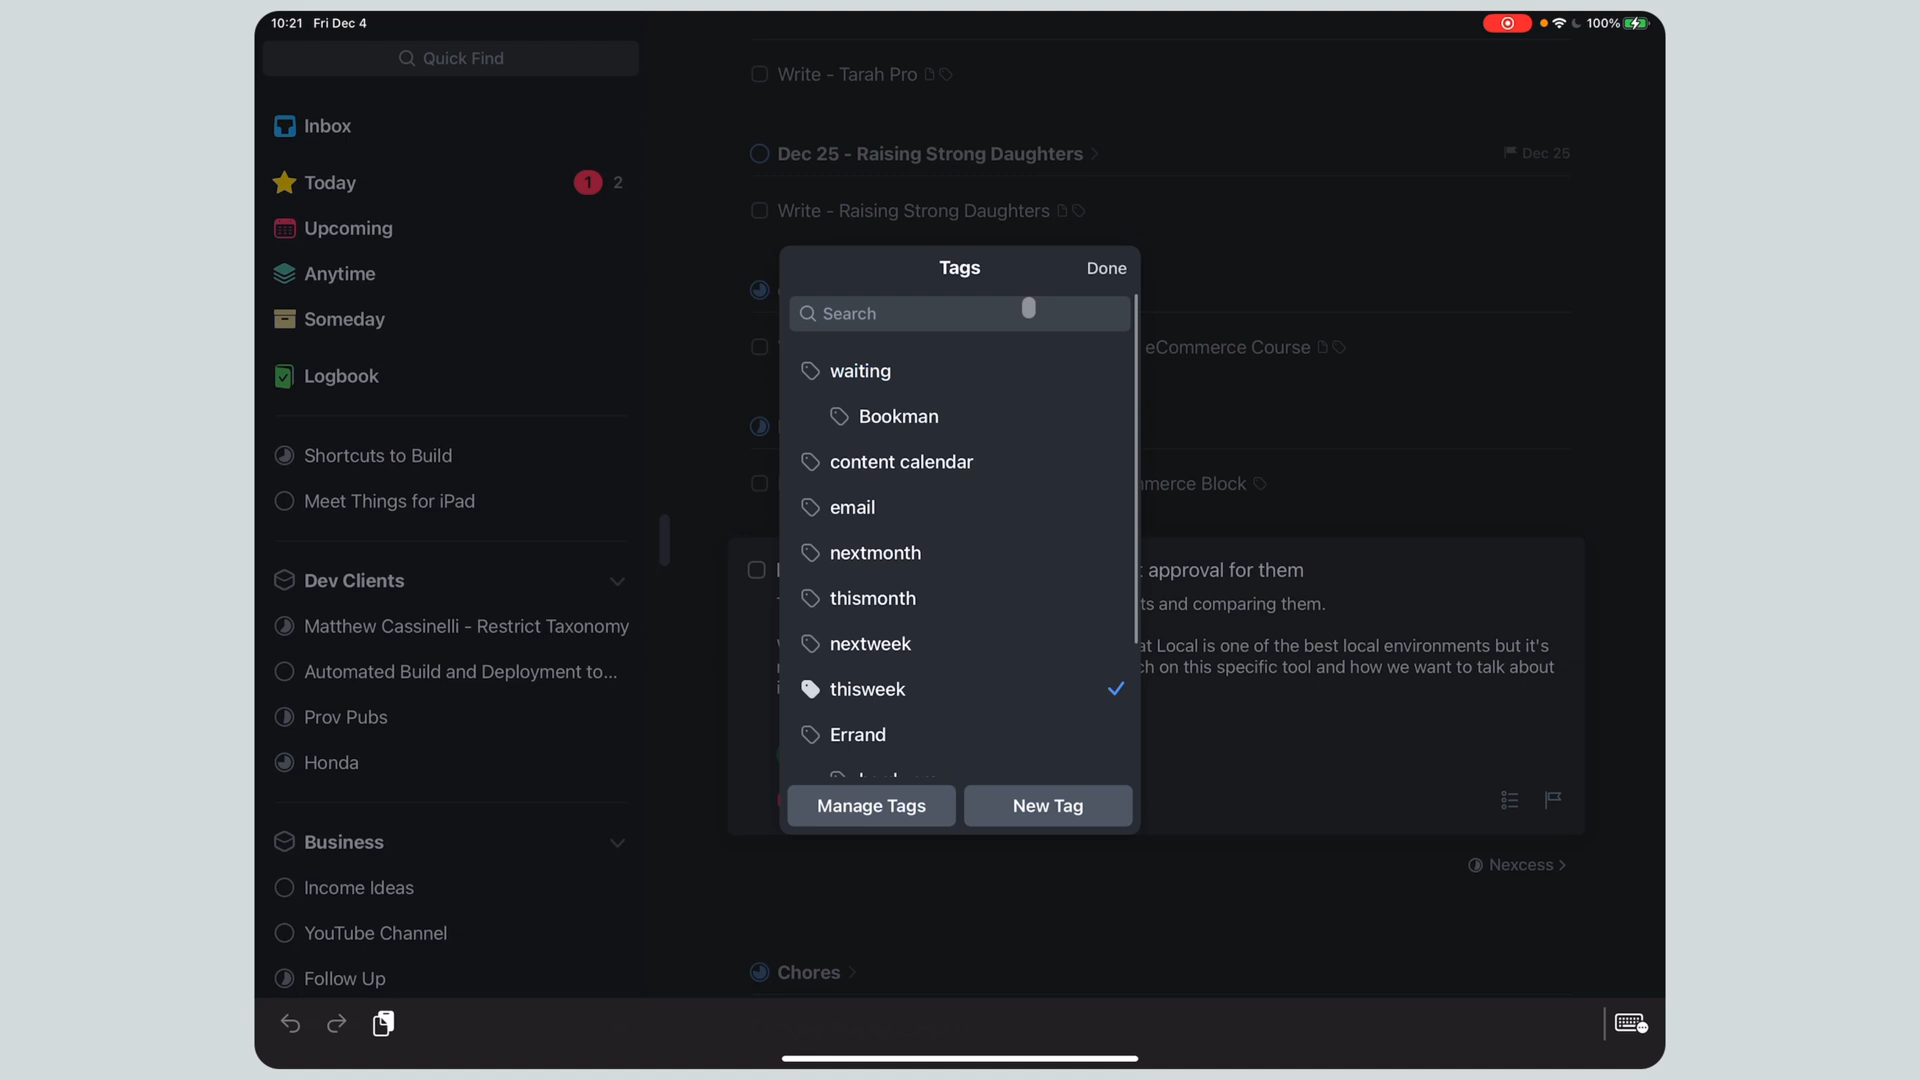 10:21 Fri Dec 4
100%
Quick Find
Inbox
Today 1 2
Upcoming
Anytime
Someday
Logbook
Shortcuts to Build
Meet Things for iPad
Dev Clients
Matthew Cassinelli - Restrict Taxonomy
Automated Build and Deployment to...
Prov Pubs
Honda
Business
Income Ideas
YouTube Channel
Follow Up
Write - Tarah Pro
Dec 25 - Raising Strong Daughters
Dec 25
Write - Raising Strong Daughters
eCommerce Course
merce Block
approval for them
ts and comparing them.
at Local is one of the best local environments but it's
ch on this specific tool and how we want to talk about
Nexcess
Chores
Tags
Done
Search
waiting
Bookman
content calendar
email
nextmonth
thismonth
nextweek
thisweek
Errand
Manage Tags
New Tag